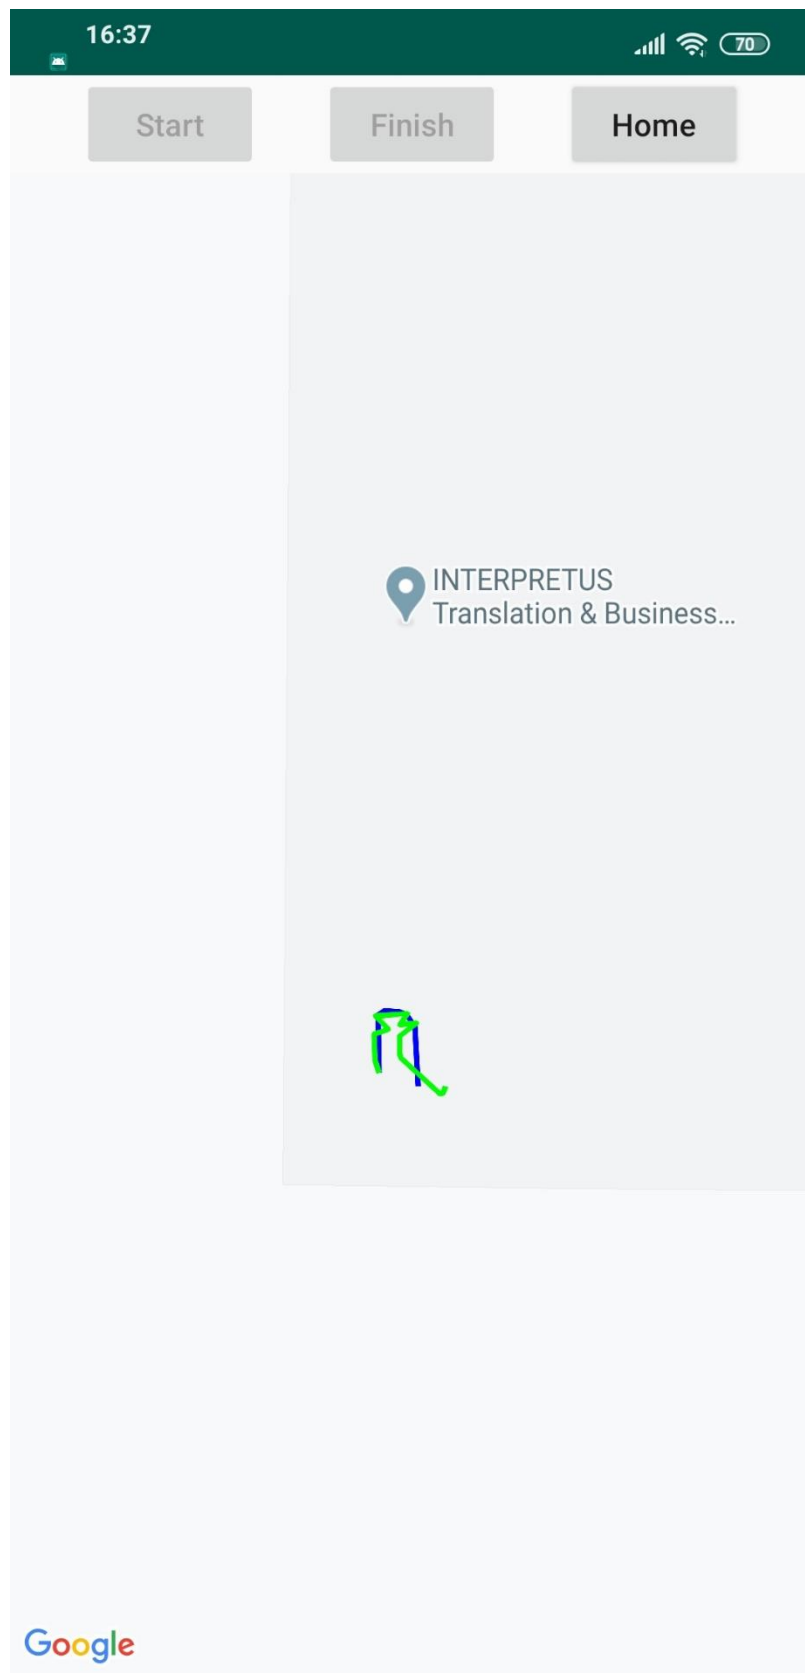 16:37
70
Start Finish Home
INTERPRETUS
Translation & Business...
Google